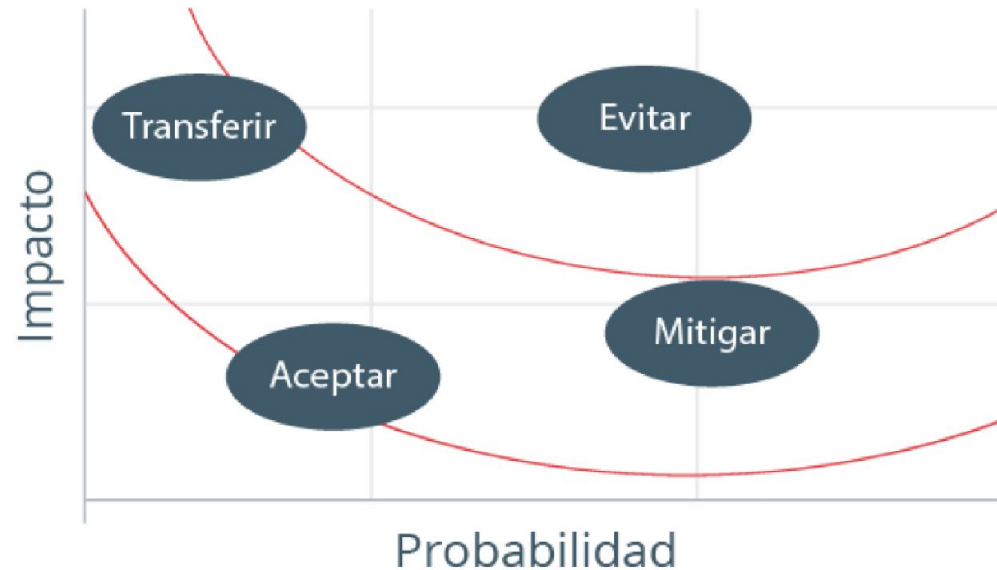 Transferir
Evitar
Impacto
Aceptar
Mitigar
Probabilidad